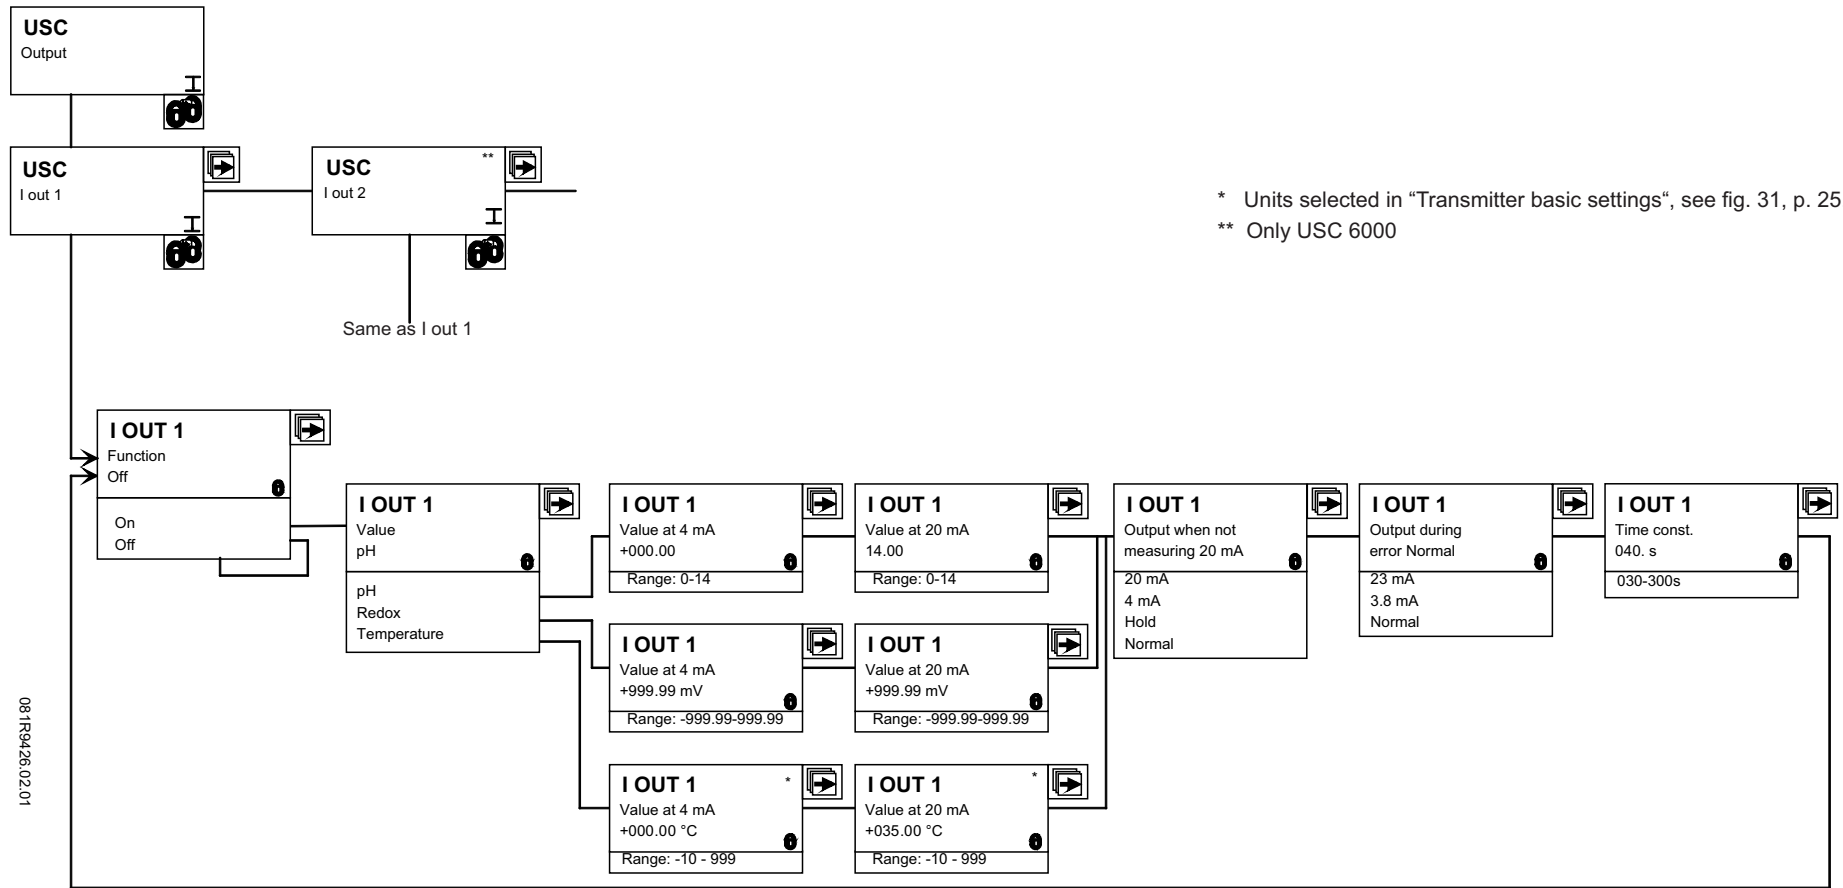 USC
Output
USC
I out 1
USC
**
I out 2
Same as I out 1
* Units selected in “Transmitter basic settings“, see fig. 31, p. 25
** Only USC 6000
I OUT 1
Function
Off
On
Off
I OUT 1
Value
pH
pH
Redox
Temperature
I OUT 1
Value at 4 mA
+000.00
Range: 0-14
I OUT 1
Value at 20 mA
14.00
Range: 0-14
I OUT 1
Output when not
measuring 20 mA
20 mA
4 mA
Hold
Normal
I OUT 1
Output during
error Normal
23 mA
3.8 mA
Normal
I OUT 1
Time const.
040. s
030-300s
I OUT 1
Value at 4 mA
+999.99 mV
Range: -999.99-999.99
I OUT 1
Value at 20 mA
+999.99 mV
Range: -999.99-999.99
I OUT 1
*
Value at 4 mA
+000.00 °C
Range: -10 - 999
I OUT 1
*
Value at 20 mA
+035.00 °C
Range: -10 - 999
081R9426.02.01